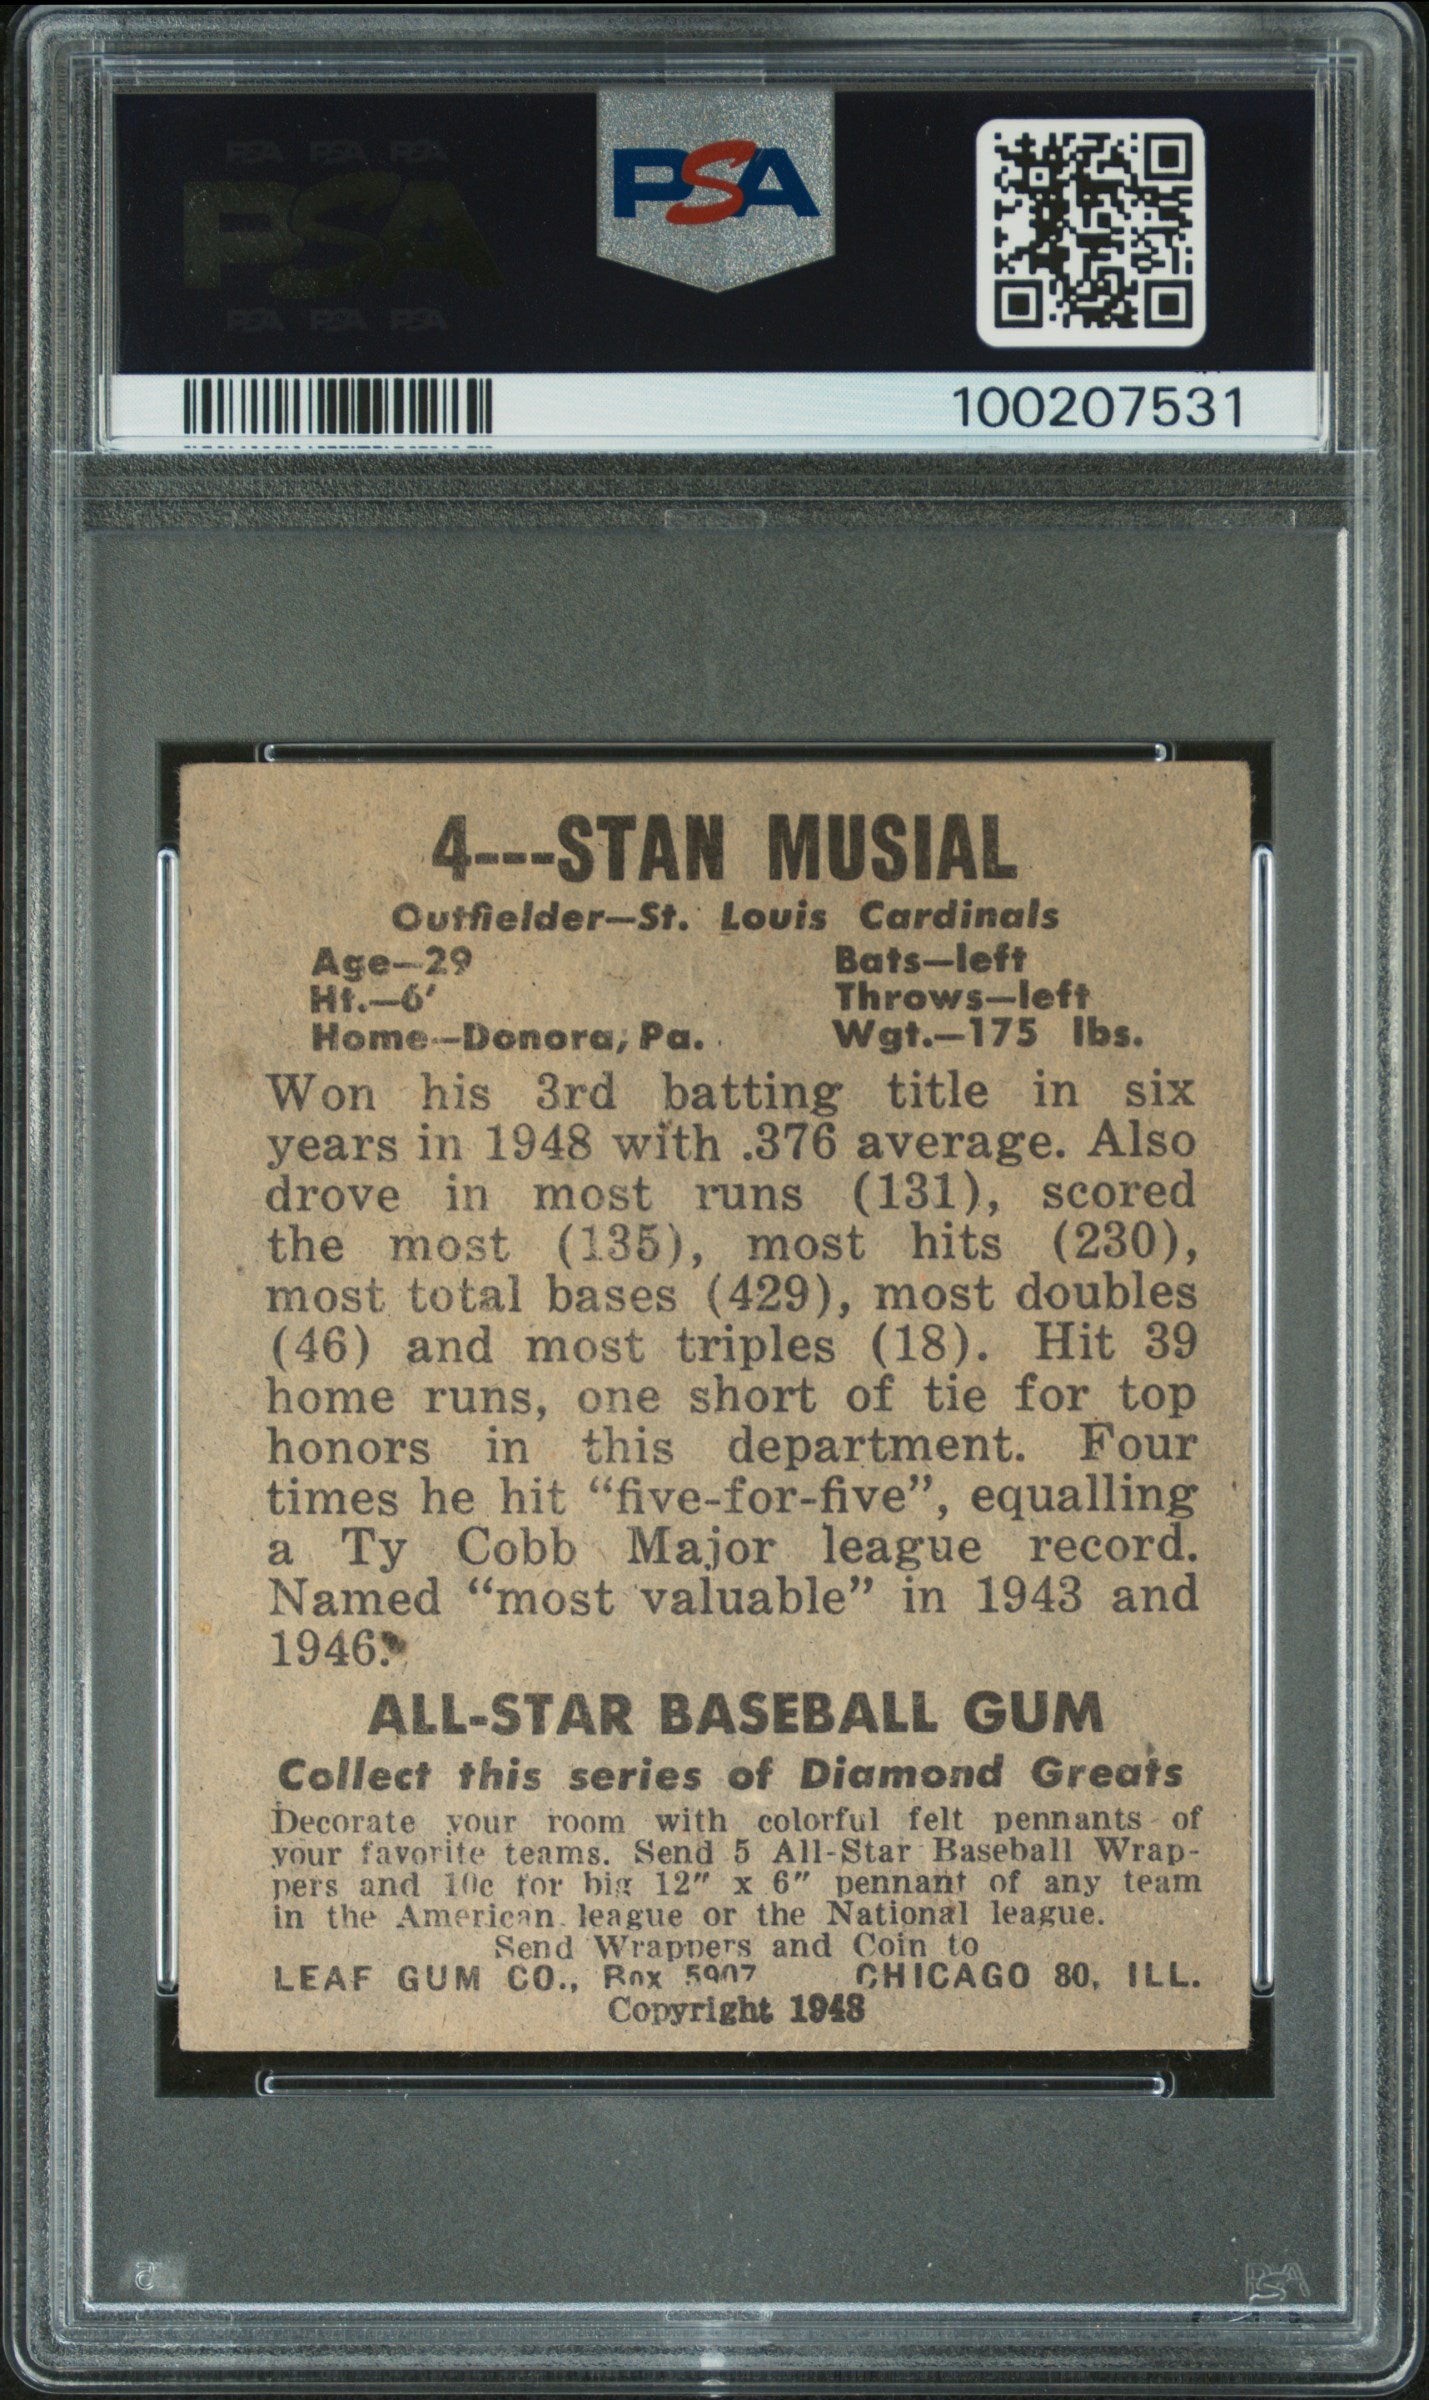 PSA PSA PSA
PSA
PSA PSA PSA
PSA
100207531
4---STAN MUSIAL
Outfielder—St. Louis Cardinals
Age—29 Bats—left
Ht.—6′ Throws—left
Home—Donora, Pa. Wgt.—175 lbs.
Won his 3rd batting title in six
years in 1948 with .376 average. Also
drove in most runs (131), scored
the most (135), most hits (230),
most total bases (429), most doubles
(46) and most triples (18). Hit 39
home runs, one short of tie for top
honors in this department. Four
times he hit “five-for-five”, equalling
a Ty Cobb Major league record.
Named “most valuable” in 1943 and
1946.
ALL-STAR BASEBALL GUM
Collect this series of Diamond Greats
Decorate your room with colorful felt pennants of
your favorite teams. Send 5 All-Star Baseball Wrap-
pers and 10c for big 12″ x 6″ pennant of any team
in the American league or the National league.
Send Wrappers and Coin to
LEAF GUM CO., Box 5907 CHICAGO 80, ILL.
Copyright 1948
PSA